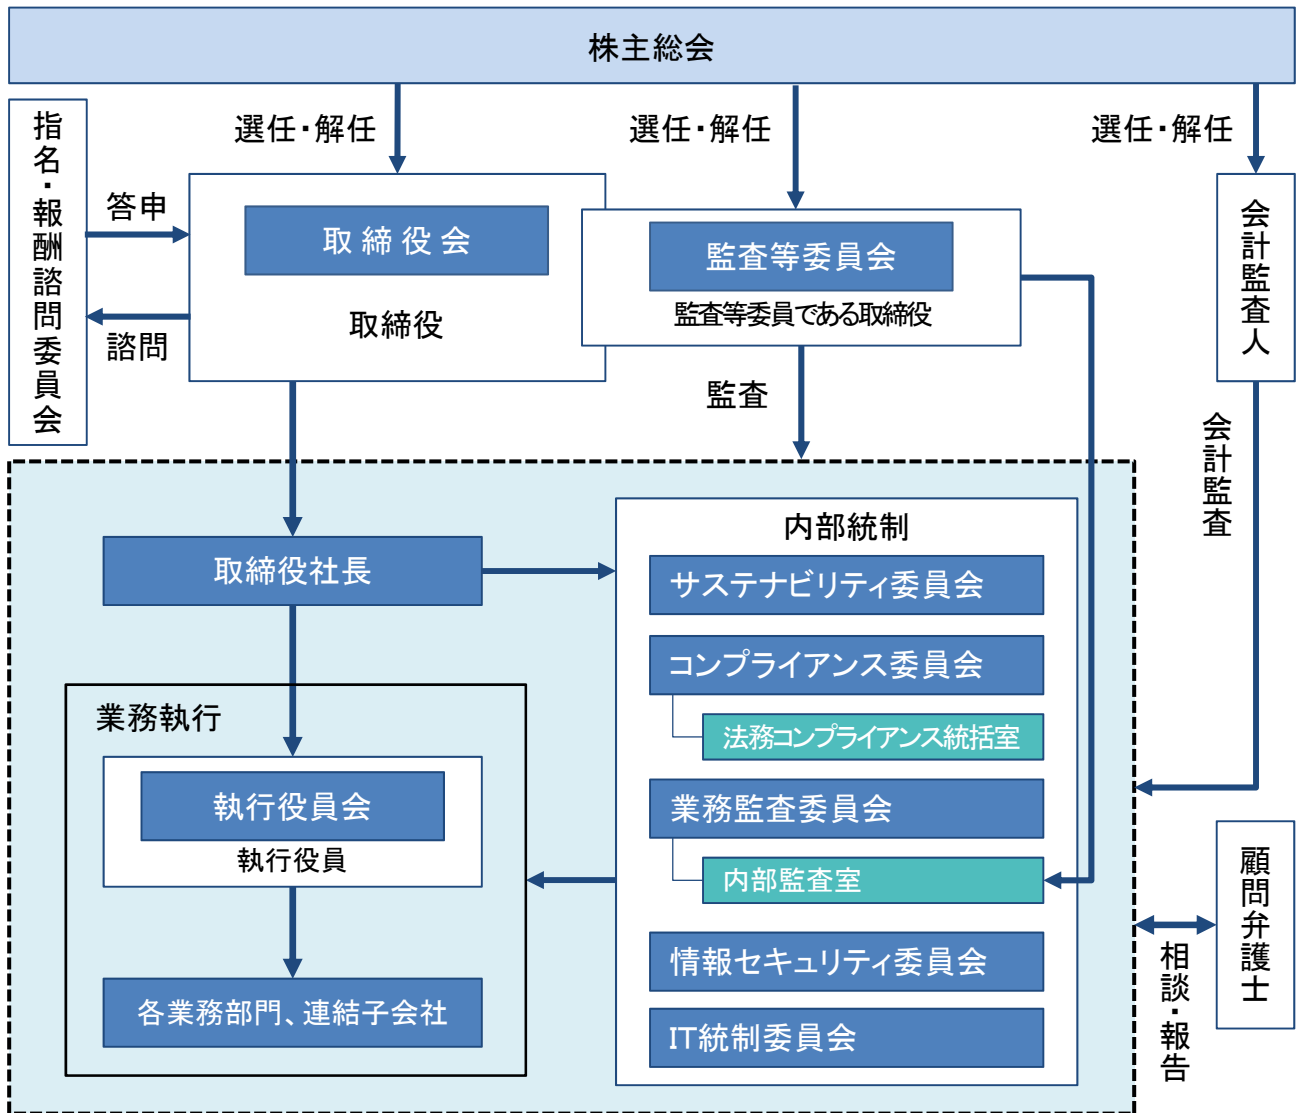 株主総会
選任・解任
選任・解任
選任・解任
指名・報酬諮問委員会
答申
諮問
取締役会
取締役
監査等委員会
監査等委員である取締役
会計監査人
監査
会計監査
取締役社長
内部統制
サステナビリティ委員会
コンプライアンス委員会
法務コンプライアンス統括室
業務監査委員会
内部監査室
情報セキュリティ委員会
IT統制委員会
業務執行
執行役員会
執行役員
各業務部門、連結子会社
顧問弁護士
相談・報告